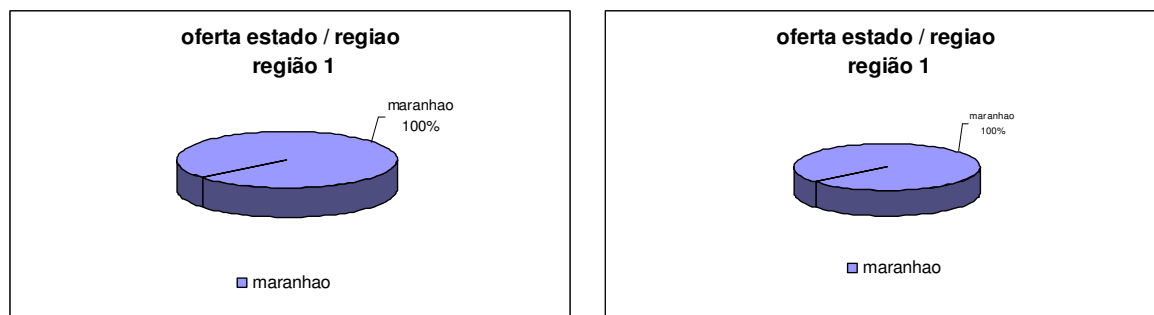 oferta estado / regiao
região 1
maranhao
100%
maranhao
oferta estado / regiao
região 1
maranhao
100%
maranhao